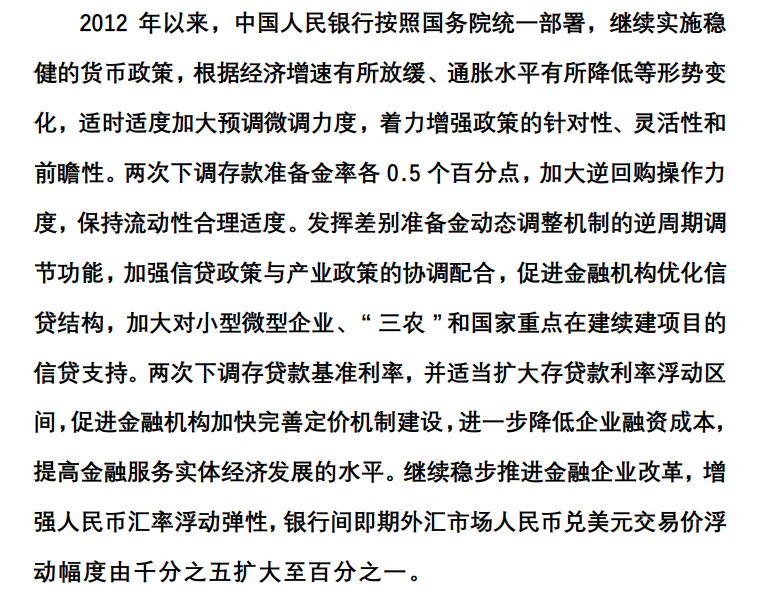 2012 年以来，中国人民银行按照国务院统一部署，继续实施稳
健的货币政策，根据经济增速有所放缓、通胀水平有所降低等形势变
化，适时适度加大预调微调力度，着力增强政策的针对性、灵活性和
前瞻性。两次下调存款准备金率各 0.5 个百分点，加大逆回购操作力
度，保持流动性合理适度。发挥差别准备金动态调整机制的逆周期调
节功能，加强信贷政策与产业政策的协调配合，促进金融机构优化信
贷结构，加大对小型微型企业、“三农”和国家重点在建续建项目的
信贷支持。两次下调存贷款基准利率，并适当扩大存贷款利率浮动区
间，促进金融机构加快完善定价机制建设，进一步降低企业融资成本，
提高金融服务实体经济发展的水平。继续稳步推进金融企业改革，增
强人民币汇率浮动弹性，银行间即期外汇市场人民币兑美元交易价浮
动幅度由千分之五扩大至百分之一。